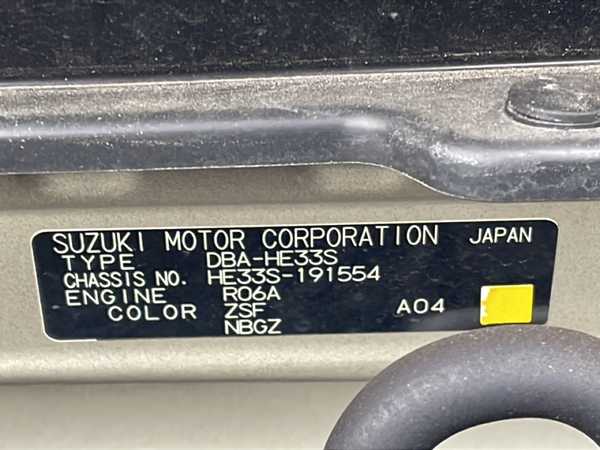 SUZUKI MOTOR CORPORATION JAPAN
TYPE DBA-HE33S
CHASSIS NO. HE33S-191554
ENGINE R06A
COLOR ZSF A04
NBGZ